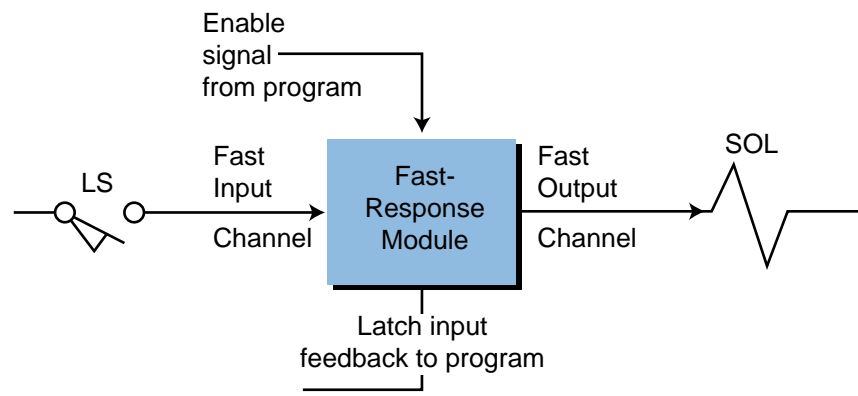 Enable
signal
from program
LS
Fast
Input
Channel
Fast-
Response
Module
Fast
Output
Channel
SOL
Latch input
feedback to program